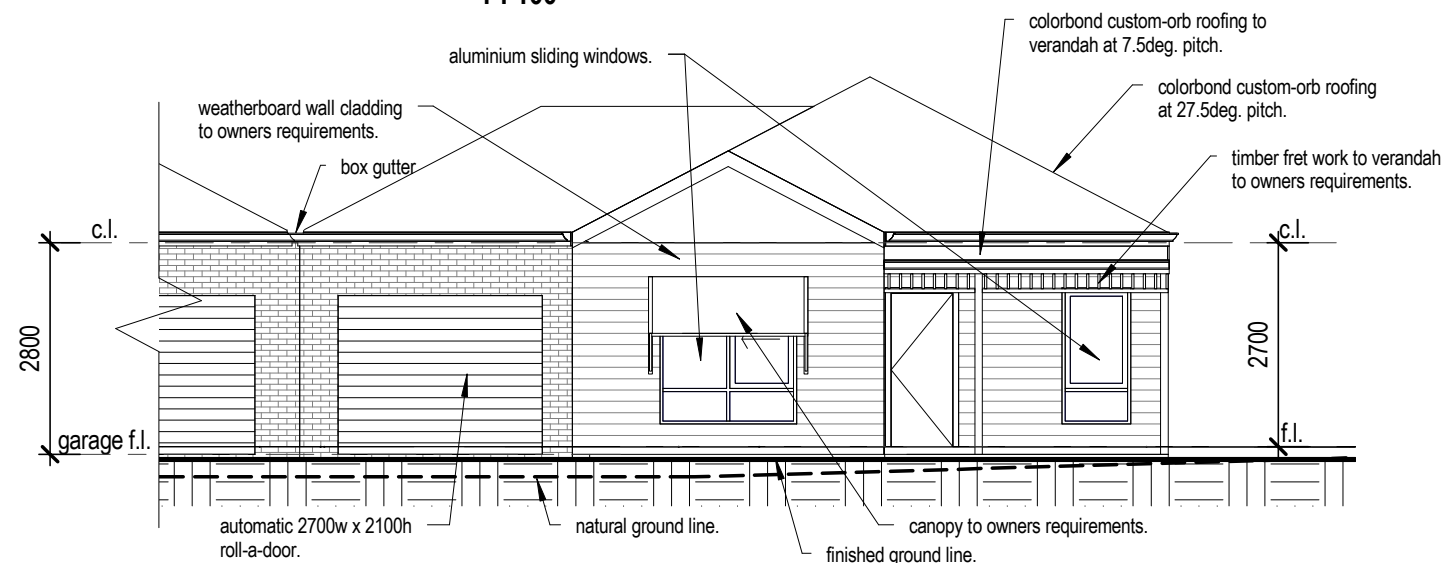 colorbond custom-orb roofing to
verandah at 7.5deg. pitch.
aluminium sliding windows.
colorbond custom-orb roofing
at 27.5deg. pitch.
weatherboard wall cladding
to owners requirements.
timber fret work to verandah
to owners requirements.
box gutter
c.l.
c.l.
2800
2700
garage f.l.
f.l.
automatic 2700w x 2100h
roll-a-door.
natural ground line.
canopy to owners requirements.
finished ground line.